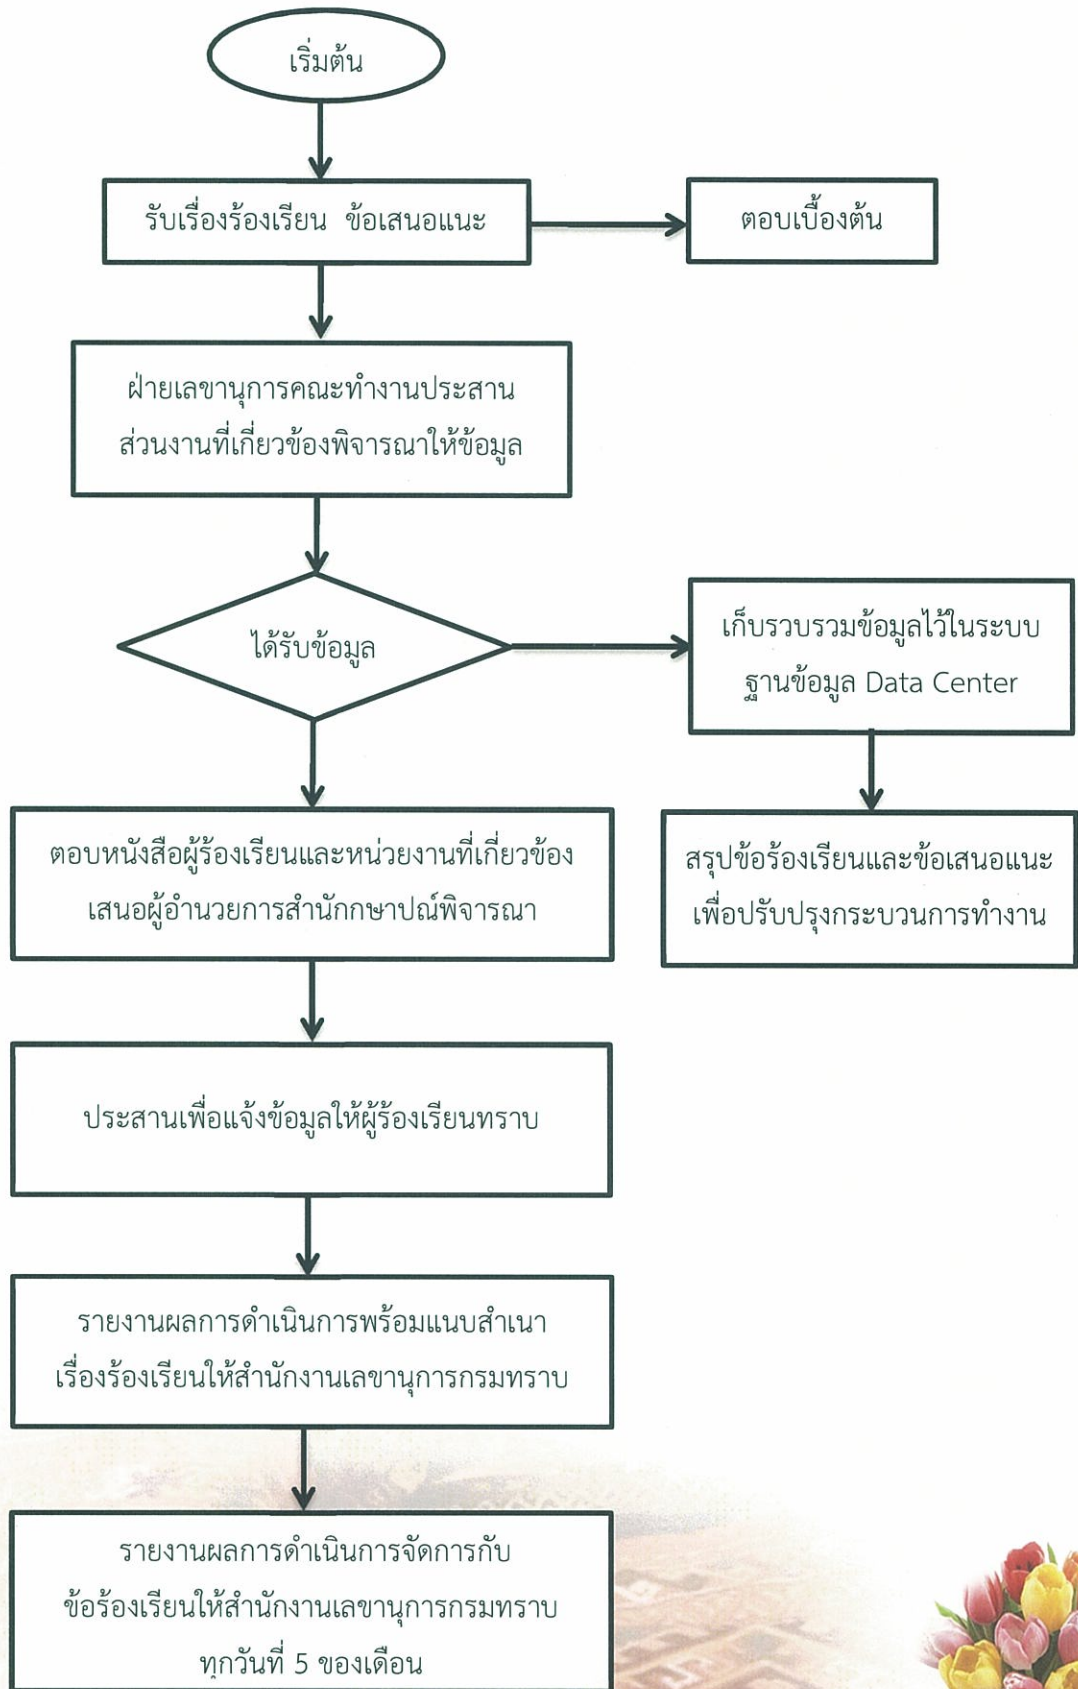 เริ่มต้น
รับเรื่องร้องเรียน ข้อเสนอแนะ
ตอบเบื้องต้น
ฝ่ายเลขานุการคณะทำงานประสาน
ส่วนงานที่เกี่ยวข้องพิจารณาให้ข้อมูล
ได้รับข้อมูล
เก็บรวบรวมข้อมูลไว้ในระบบ
ฐานข้อมูล Data Center
ตอบหนังสือผู้ร้องเรียนและหน่วยงานที่เกี่ยวข้อง
เสนอผู้อำนวยการสำนักกษาปณ์พิจารณา
สรุปข้อร้องเรียนและข้อเสนอแนะ
เพื่อปรับปรุงกระบวนการทำงาน
ประสานเพื่อแจ้งข้อมูลให้ผู้ร้องเรียนทราบ
รายงานผลการดำเนินการพร้อมแนบสำเนา
เรื่องร้องเรียนให้สำนักงานเลขานุการกรมทราบ
รายงานผลการดำเนินการจัดการกับ
ข้อร้องเรียนให้สำนักงานเลขานุการกรมทราบ
ทุกวันที่ 5 ของเดือน